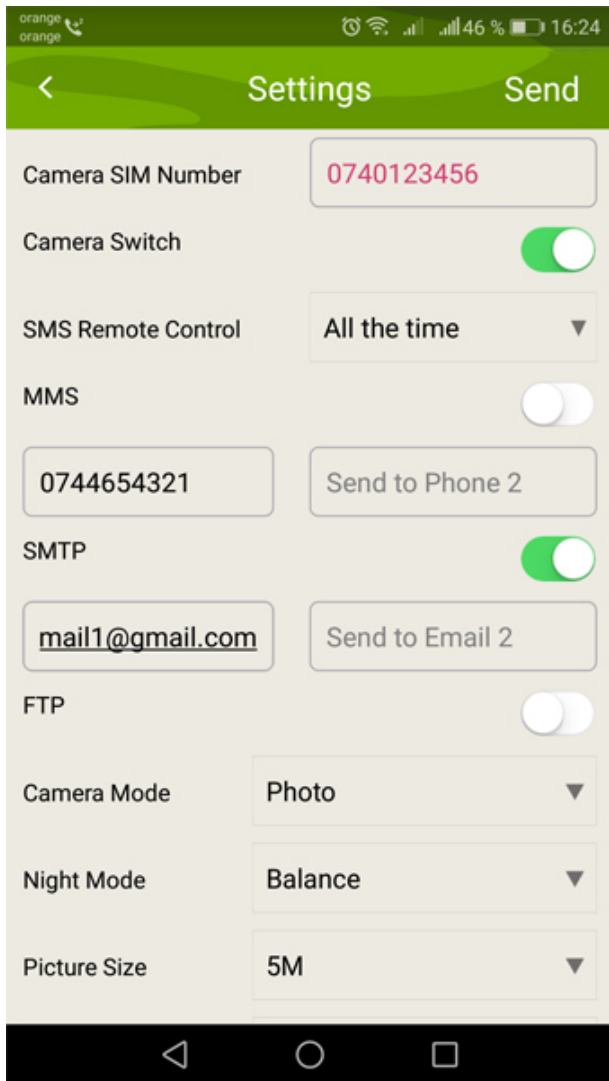 orange
orange
46 % 16:24
Settings Send
Camera SIM Number 0740123456
Camera Switch
SMS Remote Control All the time
MMS
0744654321 Send to Phone 2
SMTP
mail1@gmail.com Send to Email 2
FTP
Camera Mode Photo
Night Mode Balance
Picture Size 5M